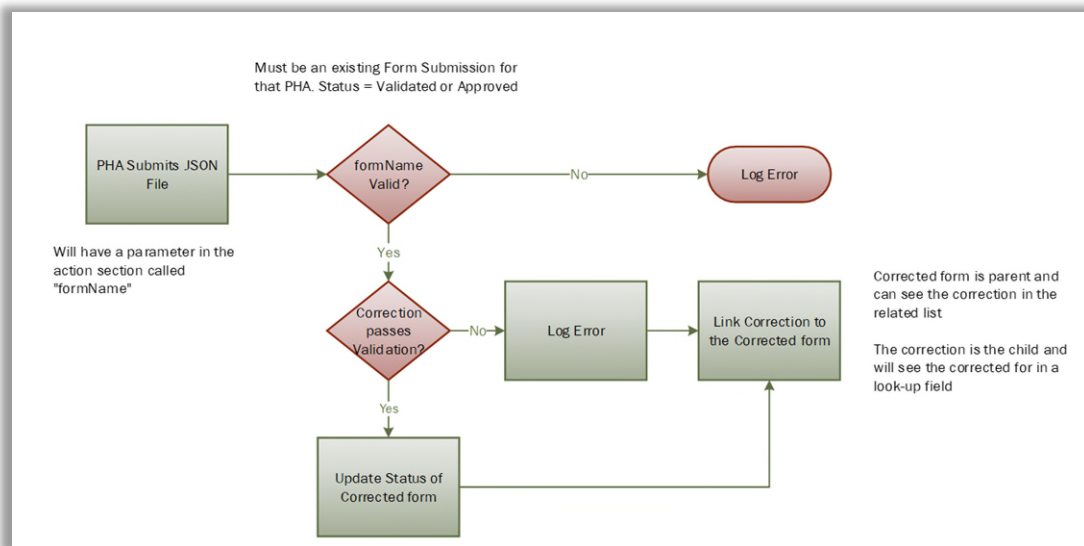 Must be an existing Form Submission for
that PHA. Status = Validated or Approved
PHA Submits JSON
File
formName
Valid?
No
Log Error
Will have a parameter in the
action section called
"formName"
Yes
Correction
passes
Validation?
No
Log Error
Link Correction to
the Corrected form
Corrected form is parent and
can see the correction in the
related list
The correction is the child and
will see the corrected for in a
look-up field
Yes
Update Status of
Corrected form